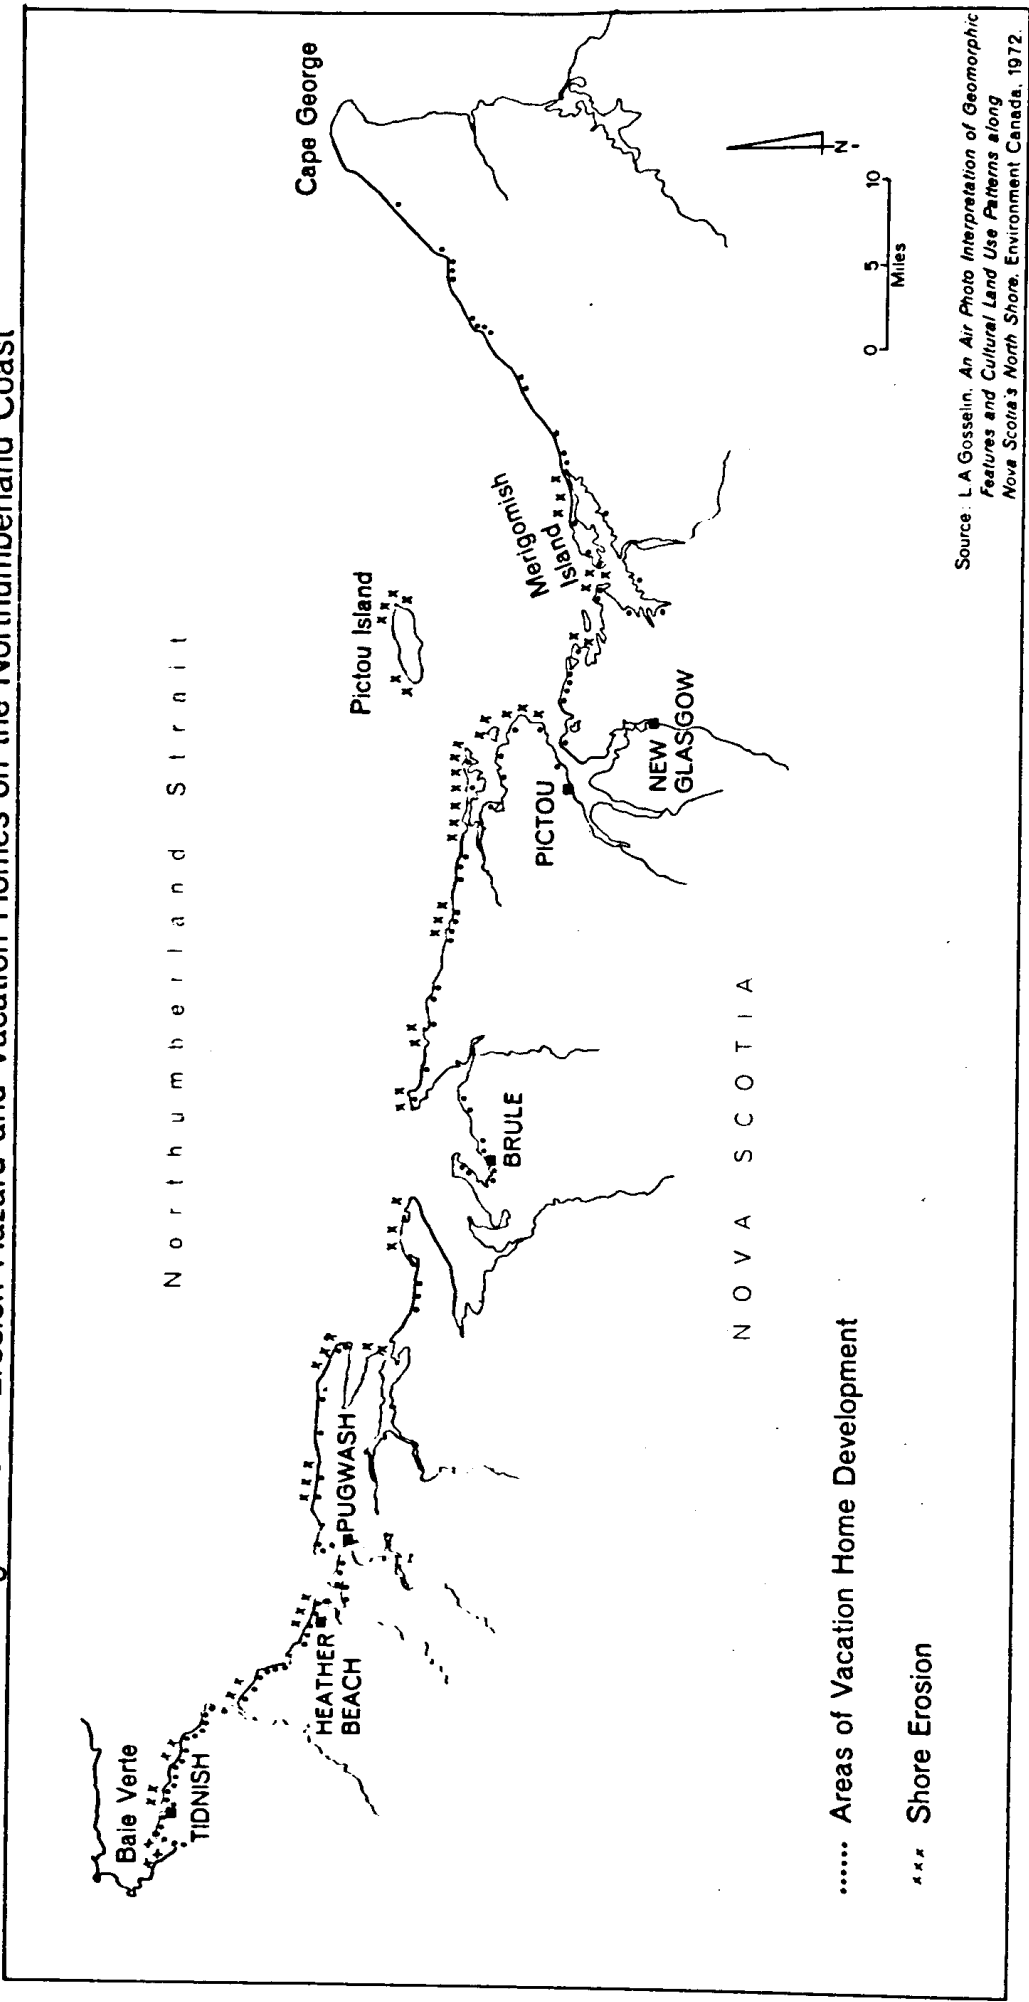 Erosion Hazard and Vacation Homes on the Northumberland Coast
Northumberland Strait
Cape George
Pictou Island
Merigomish
Island
Baie Verte
TIDNISH
HEATHER
BEACH
PUGWASH
BRULE
PICTOU
NEW
GLASGOW
NOVA SCOTIA
N
0 5 10
Miles
...... Areas of Vacation Home Development
xxx Shore Erosion
Source: L.A Gosselin, An Air Photo Interpretation of Geomorphic
Features and Cultural Land Use Patterns along
Nova Scotia's North Shore. Environment Canada, 1972.